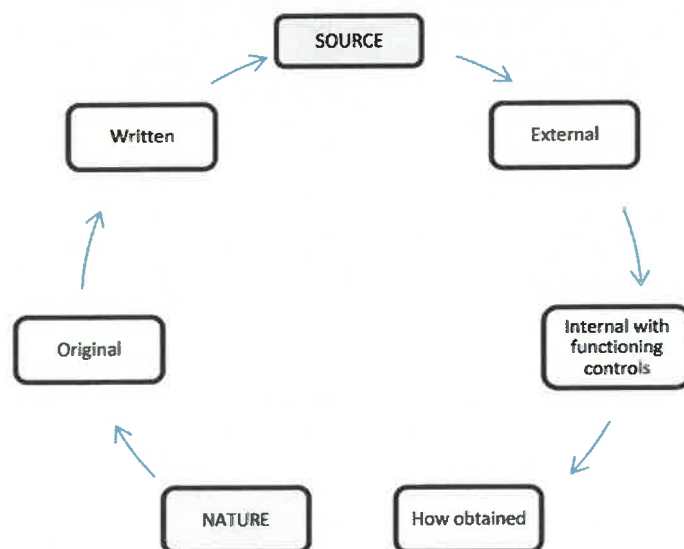 SOURCE
External
Internal with
functioning
controls
How obtained
NATURE
Original
Written